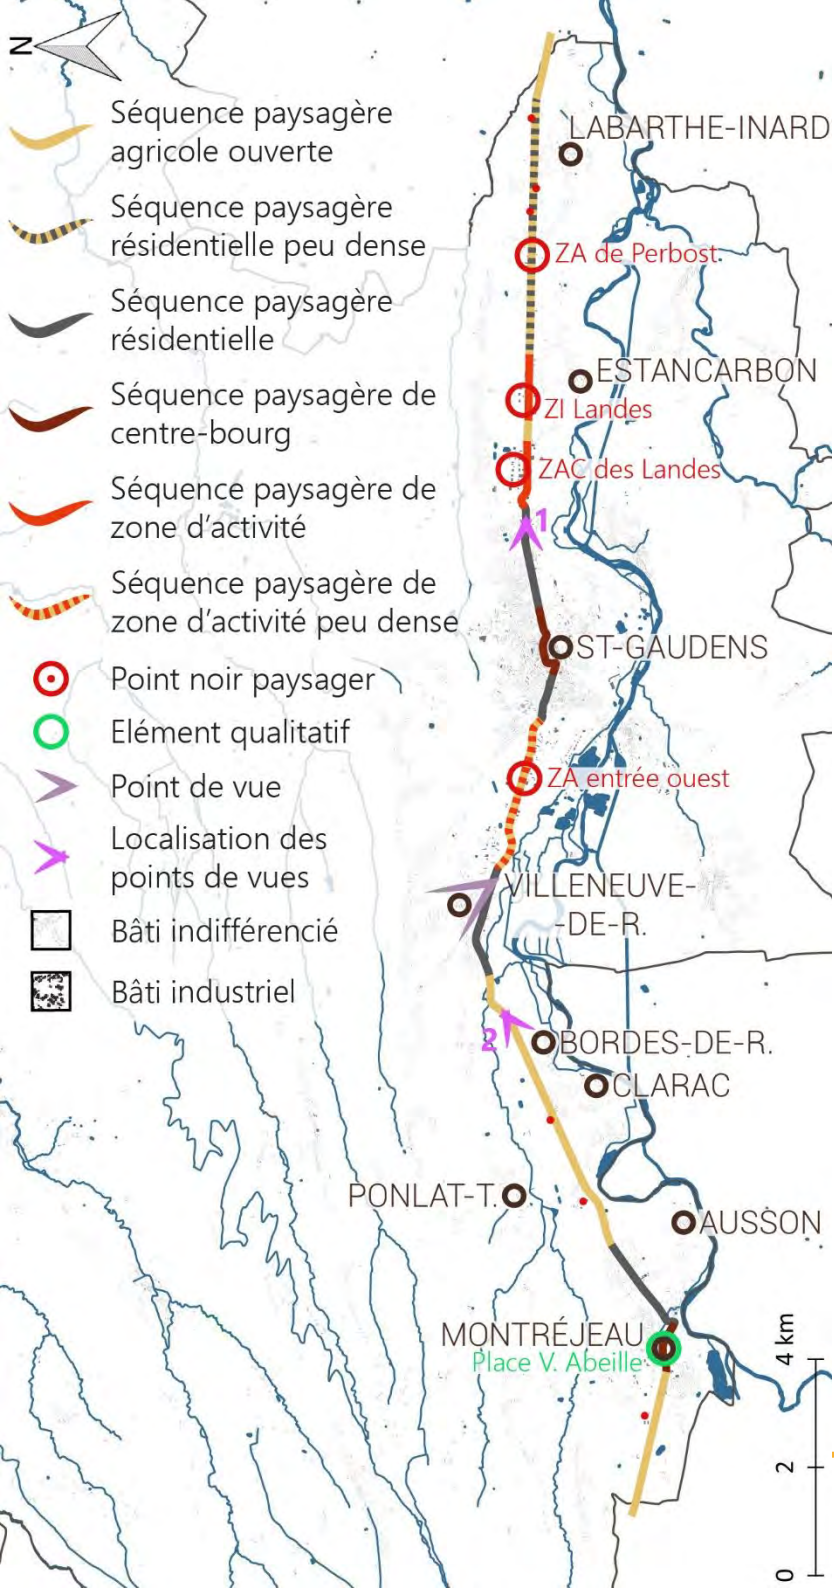 N
Séquence paysagère
agricole ouverte
Séquence paysagère
résidentielle peu dense
Séquence paysagère
résidentielle
Séquence paysagère de
centre-bourg
Séquence paysagère de
zone d'activité
Séquence paysagère de
zone d'activité peu dense
Point noir paysager
Elément qualitatif
Point de vue
Localisation des
points de vues
Bâti indifférencié
Bâti industriel
LABARTHE-INARD
ZA de Perbost
ESTANCARBON
ZI Landes
ZAC des Landes
1
ST-GAUDENS
ZA entrée ouest
VILLENEUVE-
-DE-R.
2
BORDES-DE-R.
CLARAC
PONLAT-T.
AUSSON
MONTRÉJEAU
Place V. Abeille
4 km
2
0